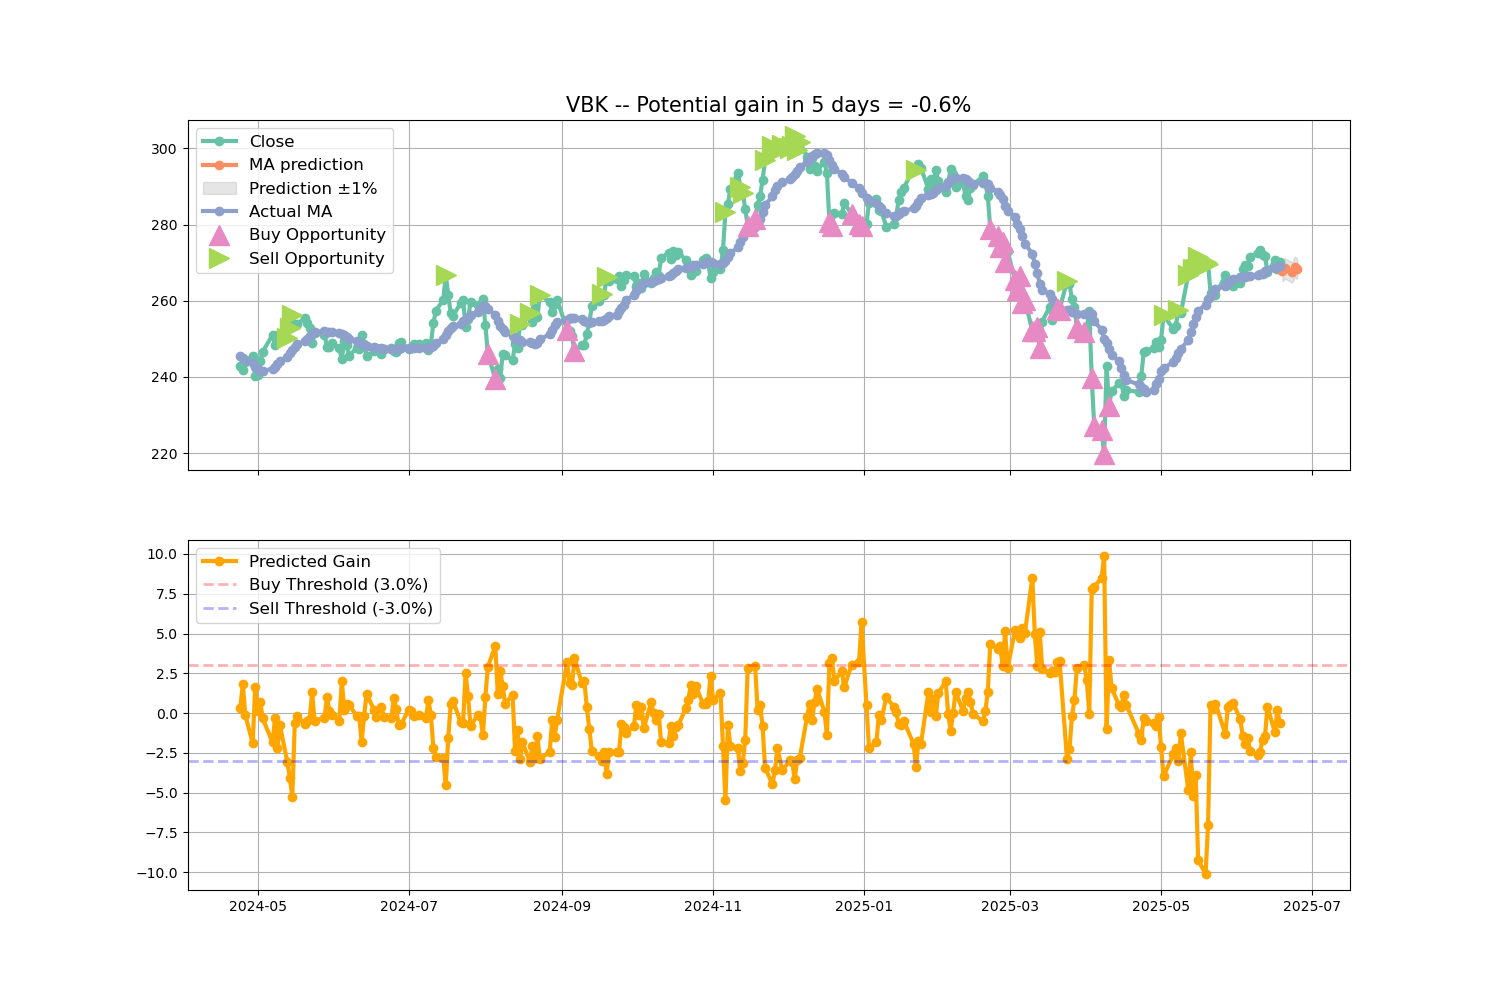 VBK -- Potential gain in 5 days = -0.6%
Close
MA prediction
Prediction ±1%
Actual MA
Buy Opportunity
Sell Opportunity
300
280
260
240
220
Predicted Gain
Buy Threshold (3.0%)
Sell Threshold (-3.0%)
10.0
7.5
5.0
2.5
0.0
−2.5
−5.0
−7.5
−10.0
2024-05 2024-07 2024-09 2024-11 2025-01 2025-03 2025-05 2025-07